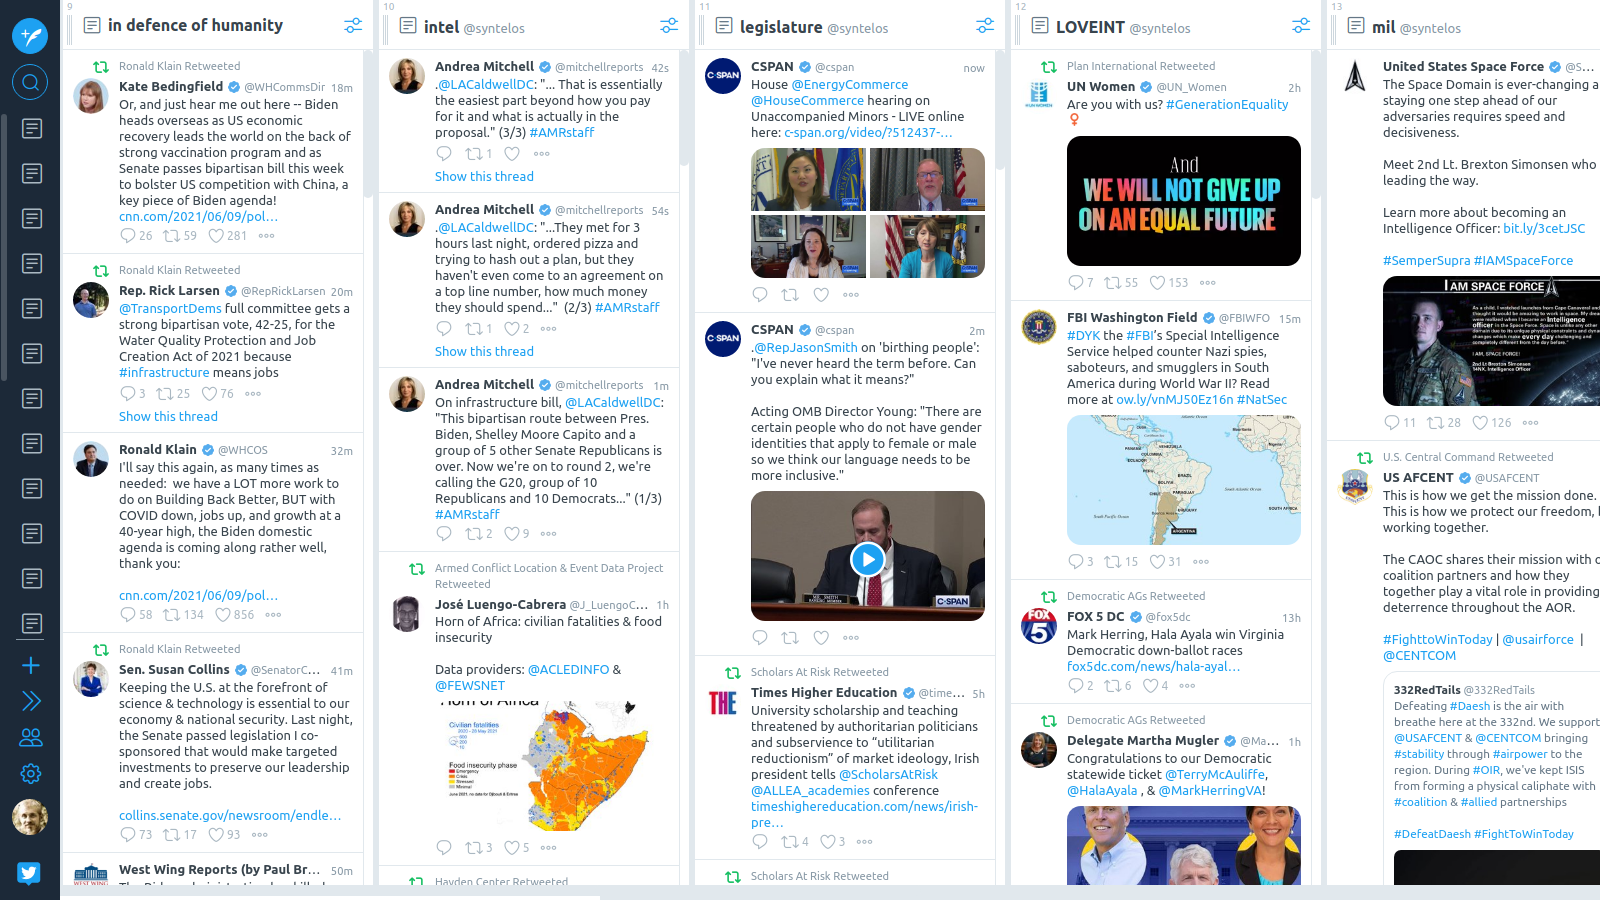 9
in defence of humanity
Ronald Klain Retweeted
Kate Bedingfield @WHCommsDir 18m
Or, and just hear me out here -- Biden
heads overseas as US economic
recovery leads the world on the back of
strong vaccination program and as
Senate passes bipartisan bill this week
to bolster US competition with China, a
key piece of Biden agenda!
cnn.com/2021/06/09/pol…
26 59 281
Ronald Klain Retweeted
Rep. Rick Larsen @RepRickLarsen 20m
@TransportDems full committee gets a
strong bipartisan vote, 42-25, for the
Water Quality Protection and Job
Creation Act of 2021 because
#infrastructure means jobs
3 25 76
Show this thread
Ronald Klain @WHCOS 32m
I'll say this again, as many times as
needed:  we have a LOT more work to
do on Building Back Better, BUT with
COVID down, jobs up, and growth at a
40-year high, the Biden domestic
agenda is coming along rather well,
thank you:
cnn.com/2021/06/09/pol…
58 134 856
Ronald Klain Retweeted
Sen. Susan Collins @SenatorC… 41m
Keeping the U.S. at the forefront of
science & technology is essential to our
economy & national security. Last night,
the Senate passed legislation I co-
sponsored that would make targeted
investments to preserve our leadership
and create jobs.
collins.senate.gov/newsroom/endle…
73 17 93
West Wing Reports (by Paul Br… 50m
WEST WING
10
intel @syntelos
Andrea Mitchell @mitchellreports 42s
.@LACaldwellDC: "... That is essentially
the easiest part beyond how you pay
for it and what is actually in the
proposal." (3/3) #AMRstaff
1
Show this thread
Andrea Mitchell @mitchellreports 54s
.@LACaldwellDC: "...They met for 3
hours last night, ordered pizza and
trying to hash out a plan, but they
haven't even come to an agreement on
a top line number, how much money
they should spend..."  (2/3) #AMRstaff
1 2
Show this thread
Andrea Mitchell @mitchellreports 1m
On infrastructure bill, @LACaldwellDC:
"This bipartisan route between Pres.
Biden, Shelley Moore Capito and a
group of 5 other Senate Republicans is
over. Now we're on to round 2, we're
calling the G20, group of 10
Republicans and 10 Democrats..." (1/3)
#AMRstaff
2 9
Armed Conflict Location & Event Data Project
Retweeted
José Luengo-Cabrera @J_LuengoC… 1h
Horn of Africa: civilian fatalities & food
insecurity
Data providers: @ACLEDINFO &
@FEWSNET
Horn of Africa
Civilian fatalities
Food insecurity phase
Emergency
Crisis
Stressed
Minimal
3 5
Hayden Center Retweeted
11
legislature @syntelos
CSPAN @cspan now
House @EnergyCommerce
@HouseCommerce hearing on
Unaccompanied Minors - LIVE online
here: c-span.org/video/?512437-…
CSPAN @cspan 2m
.@RepJasonSmith on 'birthing people':
"I've never heard the term before. Can
you explain what it means?"
Acting OMB Director Young: "There are
certain people who do not have gender
identities that apply to female or male
so we think our language needs to be
more inclusive."
MR. SMITH
C-SPAN
Scholars At Risk Retweeted
THE
Times Higher Education @time… 5h
University scholarship and teaching
threatened by authoritarian politicians
and subservience to “utilitarian
reductionism” of market ideology, Irish
president tells @ScholarsAtRisk
@ALLEA_academies conference
timeshighereducation.com/news/irish-
pre…
4 3
Scholars At Risk Retweeted
12
LOVEINT @syntelos
Plan International Retweeted
UN Women @UN_Women 2h
Are you with us? #GenerationEquality
And
WE WILL NOT GIVE UP
ON AN EQUAL FUTURE
7 55 153
FBI Washington Field @FBIWFO 15m
#DYK the #FBI’s Special Intelligence
Service helped counter Nazi spies,
saboteurs, and smugglers in South
America during World War II? Read
more at ow.ly/vnMJ50Ez16n #NatSec
BRAZIL
ARGENTINA
3 15 31
Democratic AGs Retweeted
FOX 5
FOX 5 DC @fox5dc 13h
Mark Herring, Hala Ayala win Virginia
Democratic down-ballot races
fox5dc.com/news/hala-ayal…
2 6 4
Democratic AGs Retweeted
Delegate Martha Mugler @Ma… 1h
Congratulations to our Democratic
statewide ticket @TerryMcAuliffe,
@HalaAyala , & @MarkHerringVA!
13
mil @syntelos
United States Space Force @S…
The Space Domain is ever-changing a
staying one step ahead of our
adversaries requires speed and
decisiveness.
Meet 2nd Lt. Brexton Simonsen who
leading the way.
Learn more about becoming an
Intelligence Officer: bit.ly/3cetJSC
#SemperSupra #IAMSpaceForce
I AM SPACE FORCE
11 28 126
U.S. Central Command Retweeted
US AFCENT @USAFCENT
This is how we get the mission done.
This is how we protect our freedom,
working together.
The CAOC shares their mission with
coalition partners and how they
together play a vital role in providing
deterrence throughout the AOR.
#FighttoWinToday | @usairforce  |
@CENTCOM
332RedTails @332RedTails
Defeating #Daesh is the air with
breathe here at the 332nd. We support
@USAFCENT & @CENTCOM bringing
#stability through #airpower to the
region. During #OIR, we've kept ISIS
from forming a physical caliphate with
#coalition & #allied partnerships
#DefeatDaesh #FightToWinToday